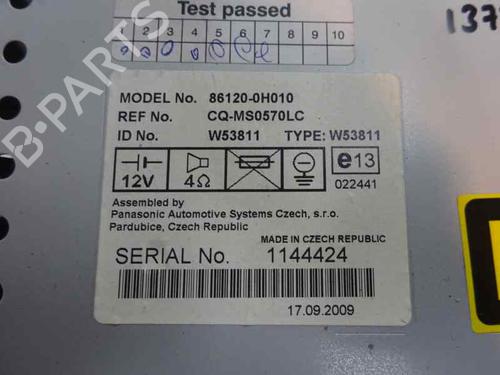 Test passed
2 3 4 5 6 7 8 9 10
137
MODEL No. 86120-0H010
REF No. CQ-MS0570LC
ID No. W53811 TYPE: W53811
12V 4Ω e13
022441
Assembled by
Panasonic Automotive Systems Czech, s.r.o.
Pardubice, Czech Republic
MADE IN CZECH REPUBLIC
SERIAL No. 1144424
17.09.2009
B-PARTS